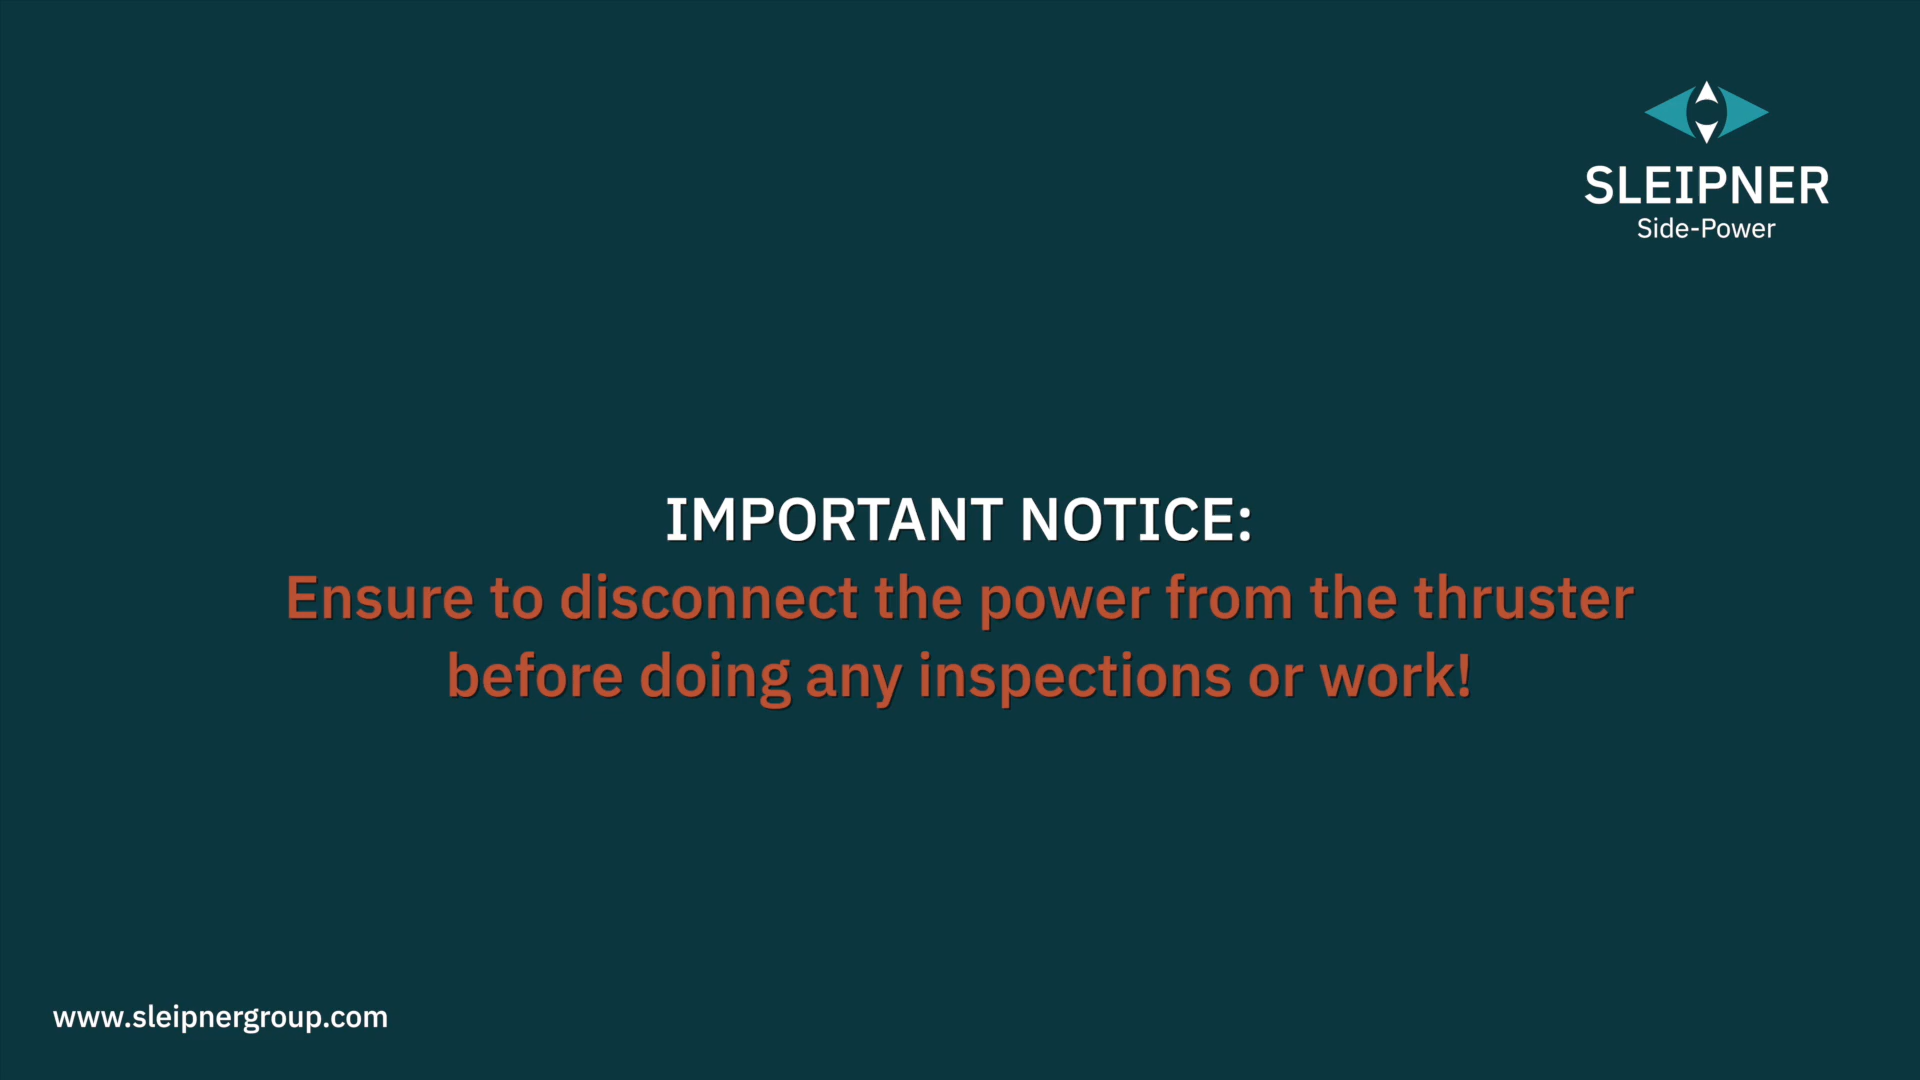 SLEIPNER
Side-Power
IMPORTANT NOTICE:
Ensure to disconnect the power from the thruster
before doing any inspections or work!
www.sleipnergroup.com